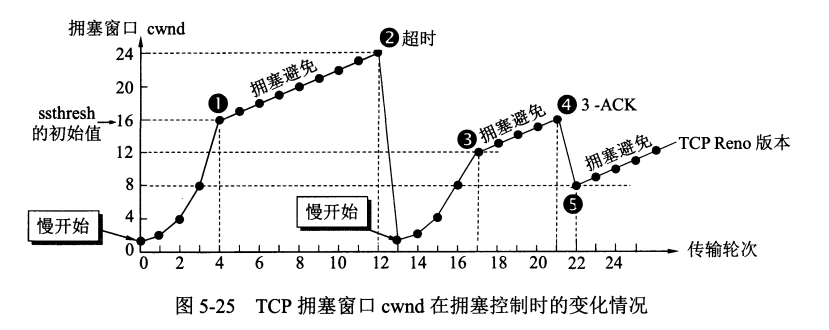 拥塞窗口 cwnd
24
20
16
12
8
4
0
ssthresh
的初始值
慢开始
❶
拥塞避免
❷超时
慢开始
❸
拥塞避免
❹ 3 -ACK
❺
拥塞避免
TCP Reno 版本
0 2 4 6 8 10 12 14 16 18 20 22 24
传输轮次
图 5-25 TCP 拥塞窗口 cwnd 在拥塞控制时的变化情况